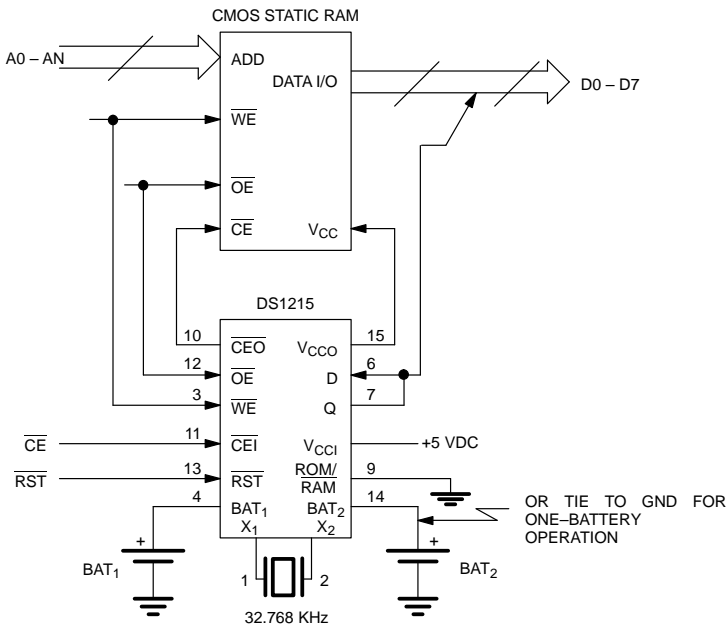 CMOS STATIC RAM
A0 – AN
ADD
DATA I/O
D0 – D7
WE
OE
CE
VCC
DS1215
10
CEO
VCCO
15
12
OE
D
6
3
WE
Q
7
CE
11
CEI
VCCI
+5 VDC
RST
13
RST
ROM/
RAM
9
4
BAT1
BAT2
14
OR TIE TO GND FOR
ONE–BATTERY
OPERATION
X1
X2
+
+
BAT1
1
2
BAT2
32.768 KHz